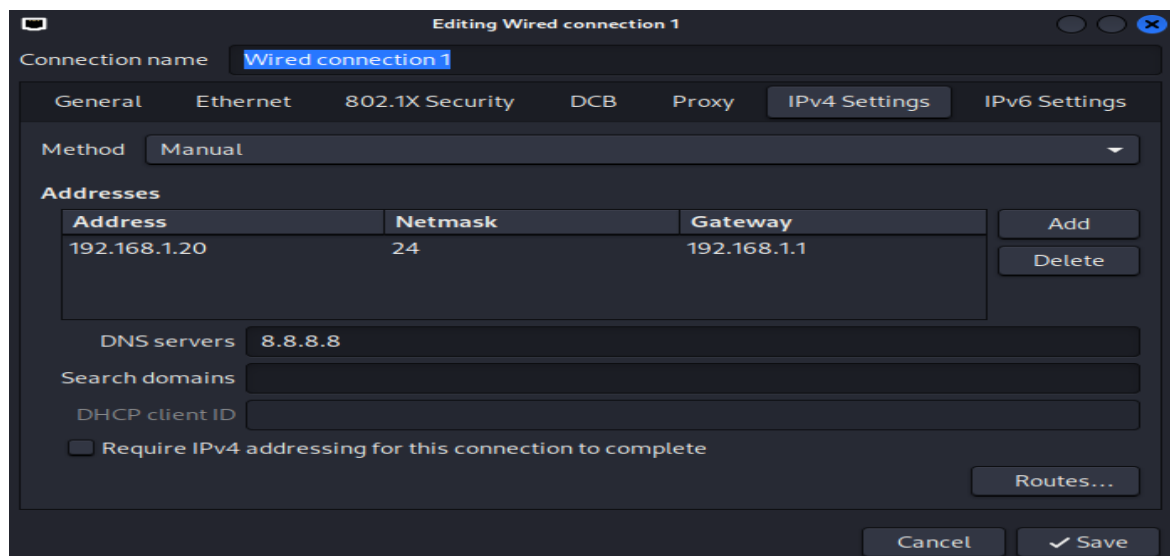 Editing Wired connection 1
Connection name Wired connection 1
General Ethernet 802.1X Security DCB Proxy IPv4 Settings IPv6 Settings
Method Manual
Addresses
Address Netmask Gateway
Add
192.168.1.20 24 192.168.1.1
Delete
DNS servers 8.8.8.8
Search domains
DHCP client ID
Require IPv4 addressing for this connection to complete
Routes...
Cancel Save